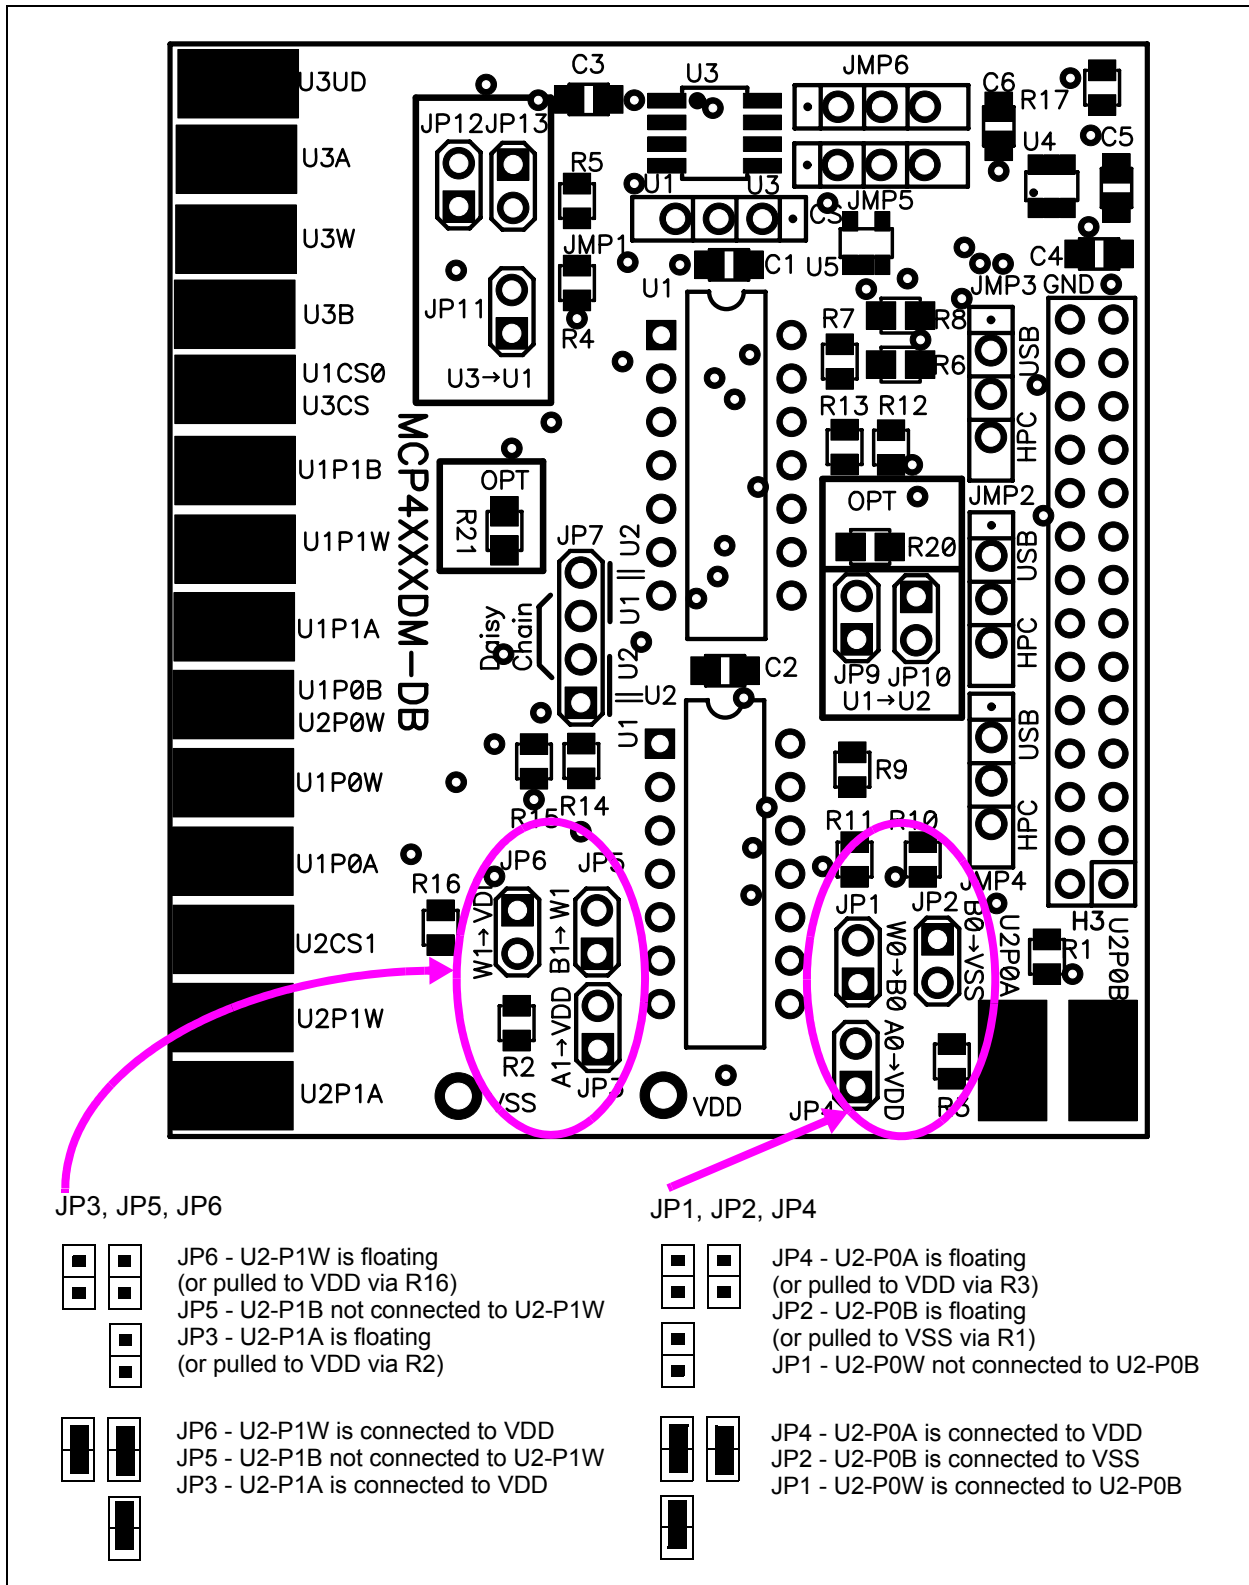 U3UD
C3
U3
JMP6
C6
R17
JP12
JP13
U3A
R5
U4
C5
U1
U3
JMP5
CS
U3W
JMP1
U5
C4
C1
U1
JMP3
GND
U3B
JP11
R4
R7
R8
USB
U1CS0
U3CS
U3→U1
R6
R13
R12
HPC
MCP4XXXDM-DB
U1P1B
OPT
OPT
JMP2
R21
U1P1W
JP7
U2
U1
R20
USB
U1P1A
Daisy
Chain
HPC
U2
U1
C2
JP9
JP10
U1P0B
U2P0W
U2
U1→U2
USB
U1P0W
R9
R15
R14
HPC
R11
R10
U1P0A
JP6
JP5
JMP4
R16
W1→VDD
B1→W1
JP1
JP2
H3
U2CS1
W0→B0
B0→VSS
U2P0A
R1
U2P0B
U2P1W
R2
A1→VDD
A0→VDD
U2P1A
VSS
JP3
VDD
JP4
R3
JP3, JP5, JP6
JP6 - U2-P1W is floating
(or pulled to VDD via R16)
JP5 - U2-P1B not connected to U2-P1W
JP3 - U2-P1A is floating
(or pulled to VDD via R2)
JP6 - U2-P1W is connected to VDD
JP5 - U2-P1B not connected to U2-P1W
JP3 - U2-P1A is connected to VDD
JP1, JP2, JP4
JP4 - U2-P0A is floating
(or pulled to VDD via R3)
JP2 - U2-P0B is floating
(or pulled to VSS via R1)
JP1 - U2-P0W not connected to U2-P0B
JP4 - U2-P0A is connected to VDD
JP2 - U2-P0B is connected to VSS
JP1 - U2-P0W is connected to U2-P0B